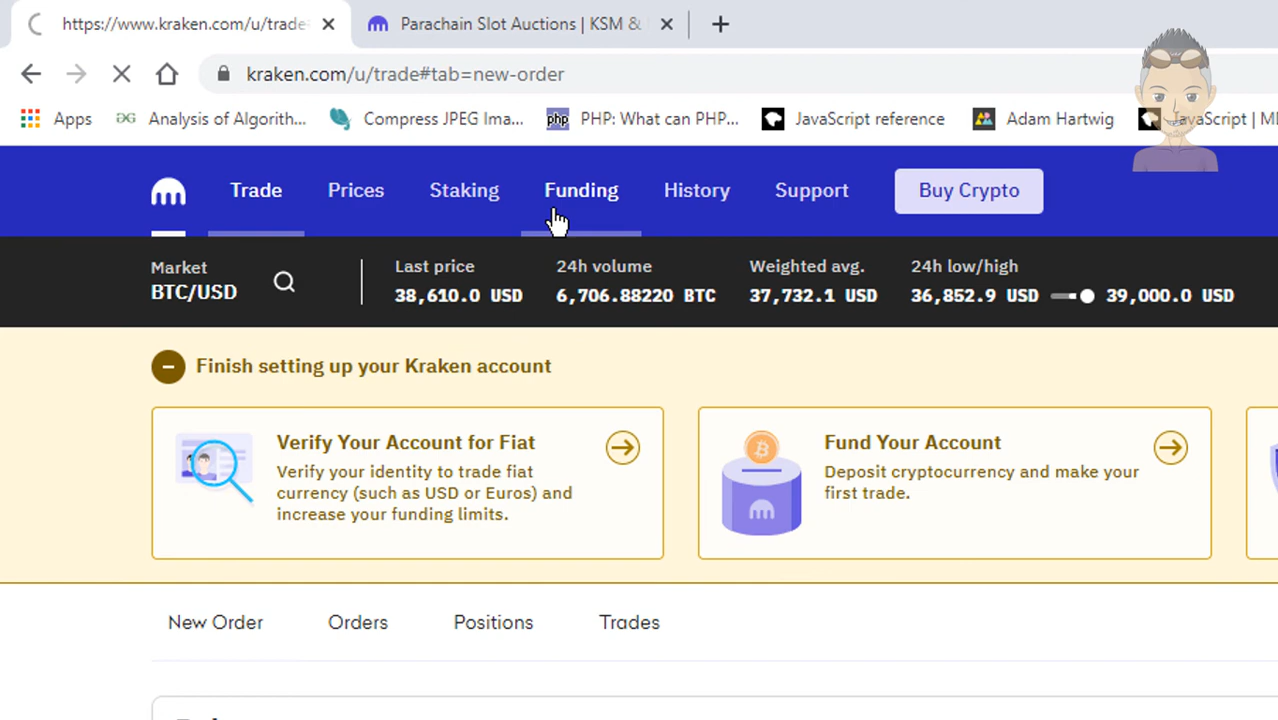 https://www.kraken.com/u/trade
Parachain Slot Auctions | KSM &
kraken.com/u/trade#tab=new-order
Apps
Analysis of Algorith...
Compress JPEG Ima...
php
PHP: What can PHP...
JavaScript reference
Adam Hartwig
JavaScript | M
Trade
Prices
Staking
Funding
History
Support
Buy Crypto
Market
BTC/USD
Last price
38,610.0 USD
24h volume
6,706.88220 BTC
Weighted avg.
37,732.1 USD
24h low/high
36,852.9 USD
39,000.0 USD
Finish setting up your Kraken account
Verify Your Account for Fiat
Verify your identity to trade fiat
currency (such as USD or Euros) and
increase your funding limits.
Fund Your Account
Deposit cryptocurrency and make your
first trade.
New Order
Orders
Positions
Trades